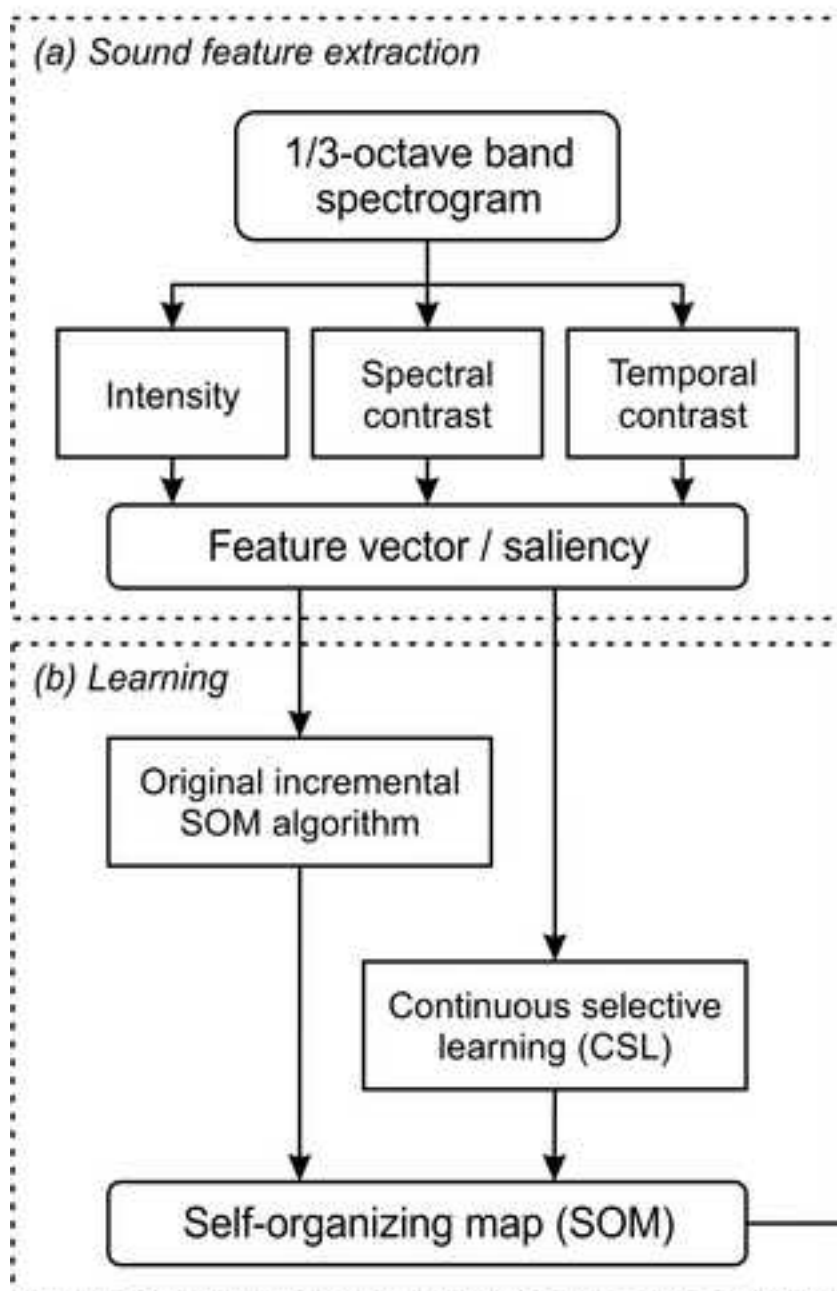 (a) Sound feature extraction
1/3-octave band
spectrogram
Intensity
Spectral
contrast
Temporal
contrast
Feature vector / saliency
(b) Learning
Original incremental
SOM algorithm
Continuous selective
learning (CSL)
Self-organizing map (SOM)